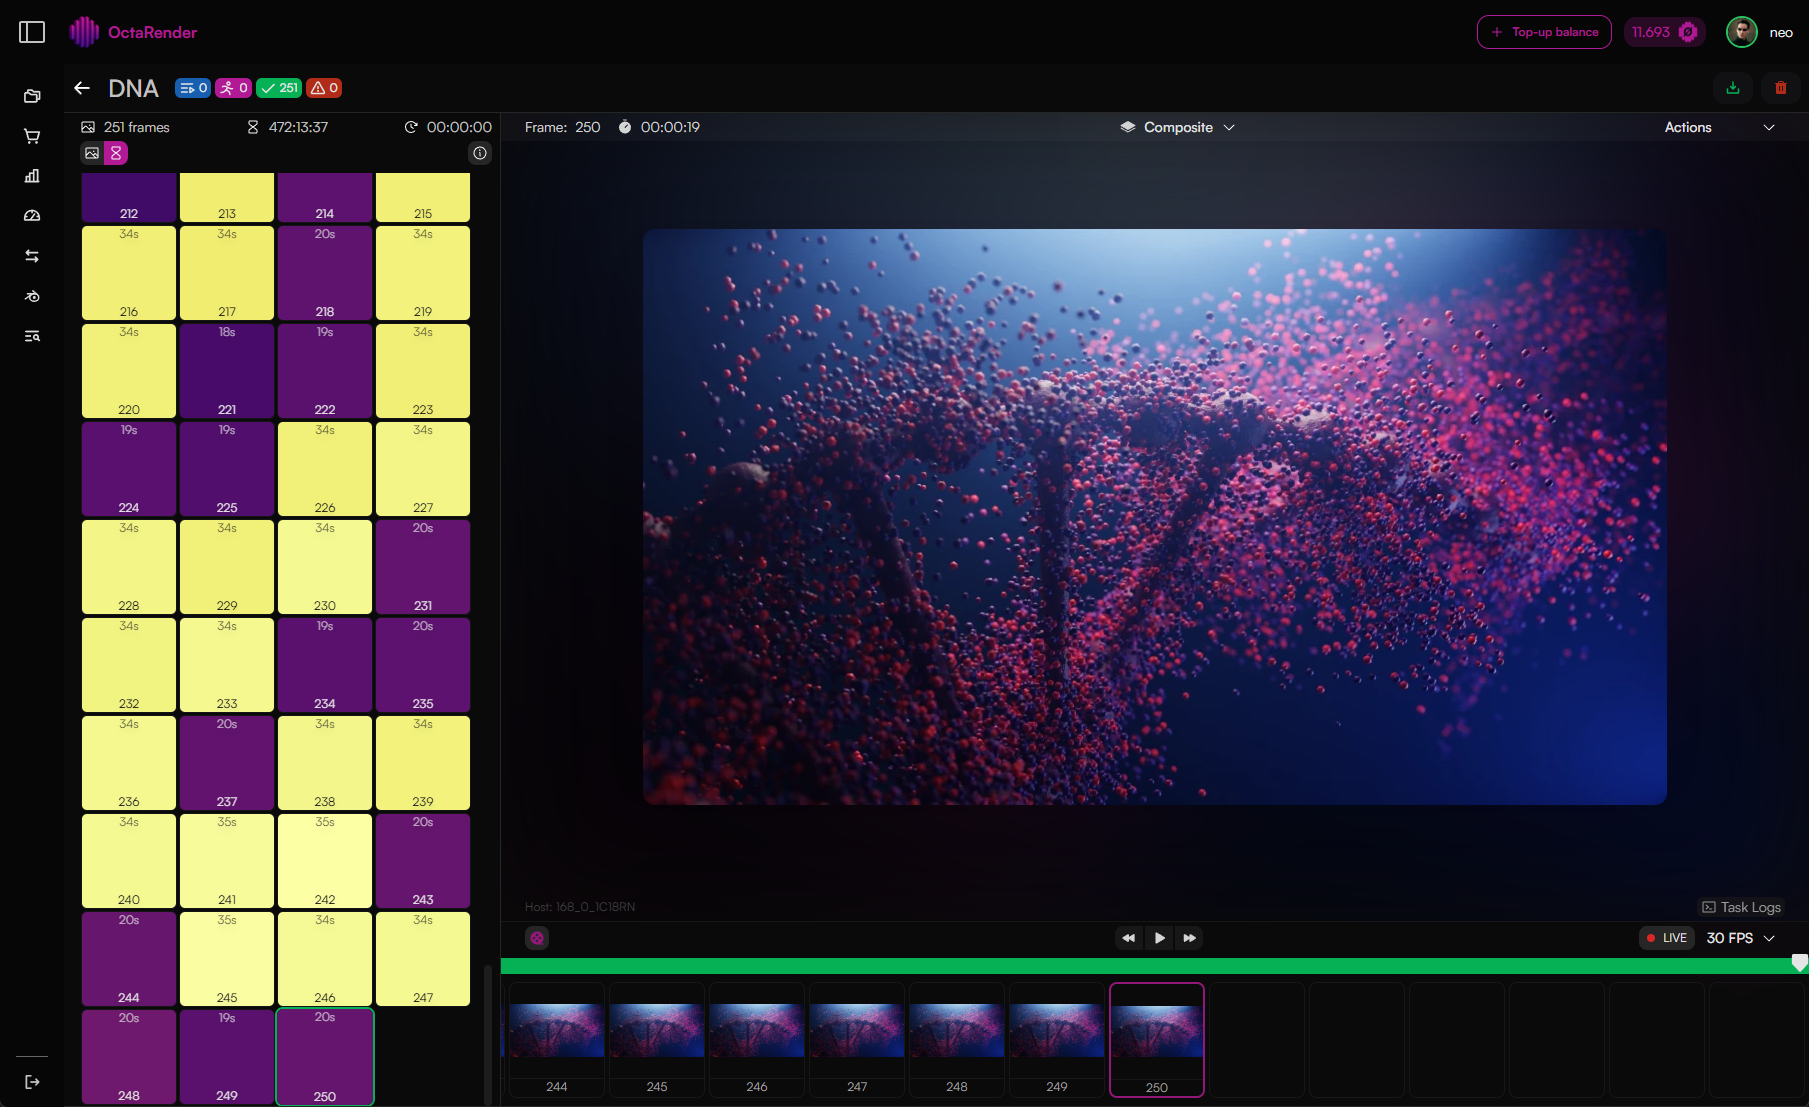 OctaRender
Top-up balance
11.693
neo
DNA
0
0
251
0
251 frames
472:13:37
00:00:00
Frame: 250
00:00:19
Composite
Actions
212
213
214
215
34s
34s
20s
34s
216
217
218
219
34s
18s
19s
34s
220
221
222
223
19s
19s
34s
34s
224
225
226
227
34s
34s
34s
20s
228
229
230
231
34s
34s
19s
20s
232
233
234
235
34s
20s
34s
34s
236
237
238
239
34s
35s
35s
20s
240
241
242
243
20s
35s
34s
34s
244
245
246
247
20s
19s
20s
248
249
250
Host: 168_0_1C18RN
Task Logs
LIVE
30 FPS
244
245
246
247
248
249
250